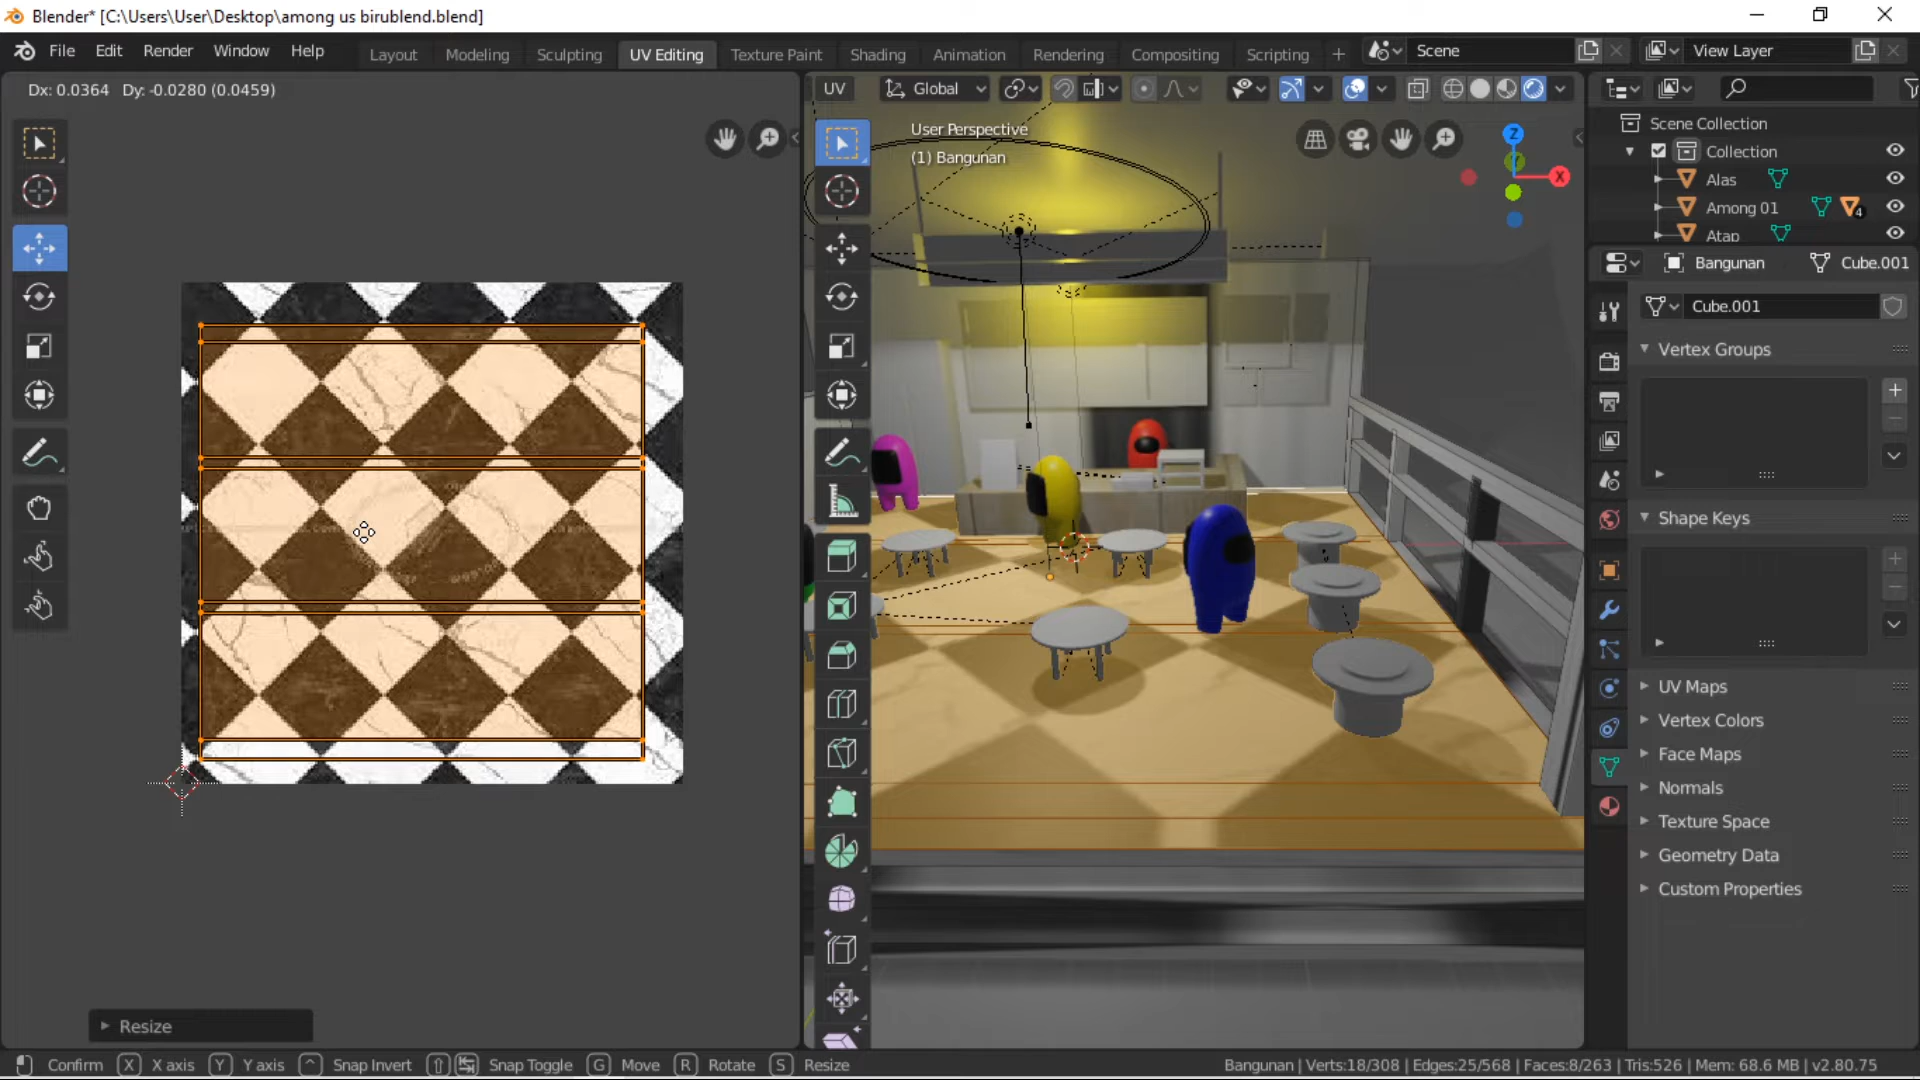 Blender* [C:\Users\User\Desktop\among us birublend.blend]
File Edit Render Window Help Layout Modeling Sculpting UV Editing Texture Paint Shading Animation Rendering Compositing Scripting + Scene View Layer
Dx: 0.0364 Dy: -0.0280 (0.0459)
UV Global
User Perspective
(1) Bangunan
Z
Y
X
Scene Collection
Collection
Alas
Among 01 4
Atap
Bangunan Cube.001
Cube.001
Vertex Groups
Shape Keys
UV Maps
Vertex Colors
Face Maps
Normals
Texture Space
Geometry Data
Custom Properties
Resize
Confirm X X axis Y Y axis ^ Snap Invert Snap Toggle G Move R Rotate S Resize
Bangunan | Verts:18/308 | Edges:25/568 | Faces:8/263 | Tris:526 | Mem: 68.6 MB | v2.80.75